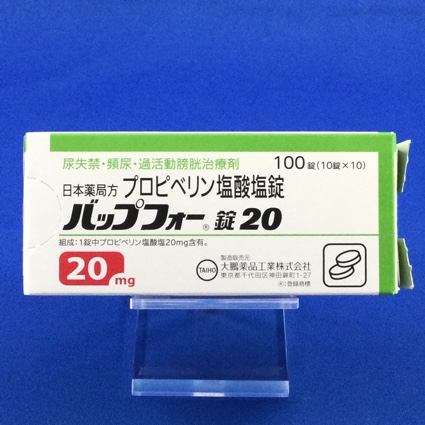 尿失禁・頻尿・過活動膀胱治療剤
100錠(10錠×10)
日本薬局方 プロピベリン塩酸塩錠
バップフォー®錠20
組成:1錠中プロピベリン塩酸塩20mg含有。
20mg
製造販売元
TAIHO 大鵬薬品工業株式会社
東京都千代田区神田錦町1-27
®:登録商標